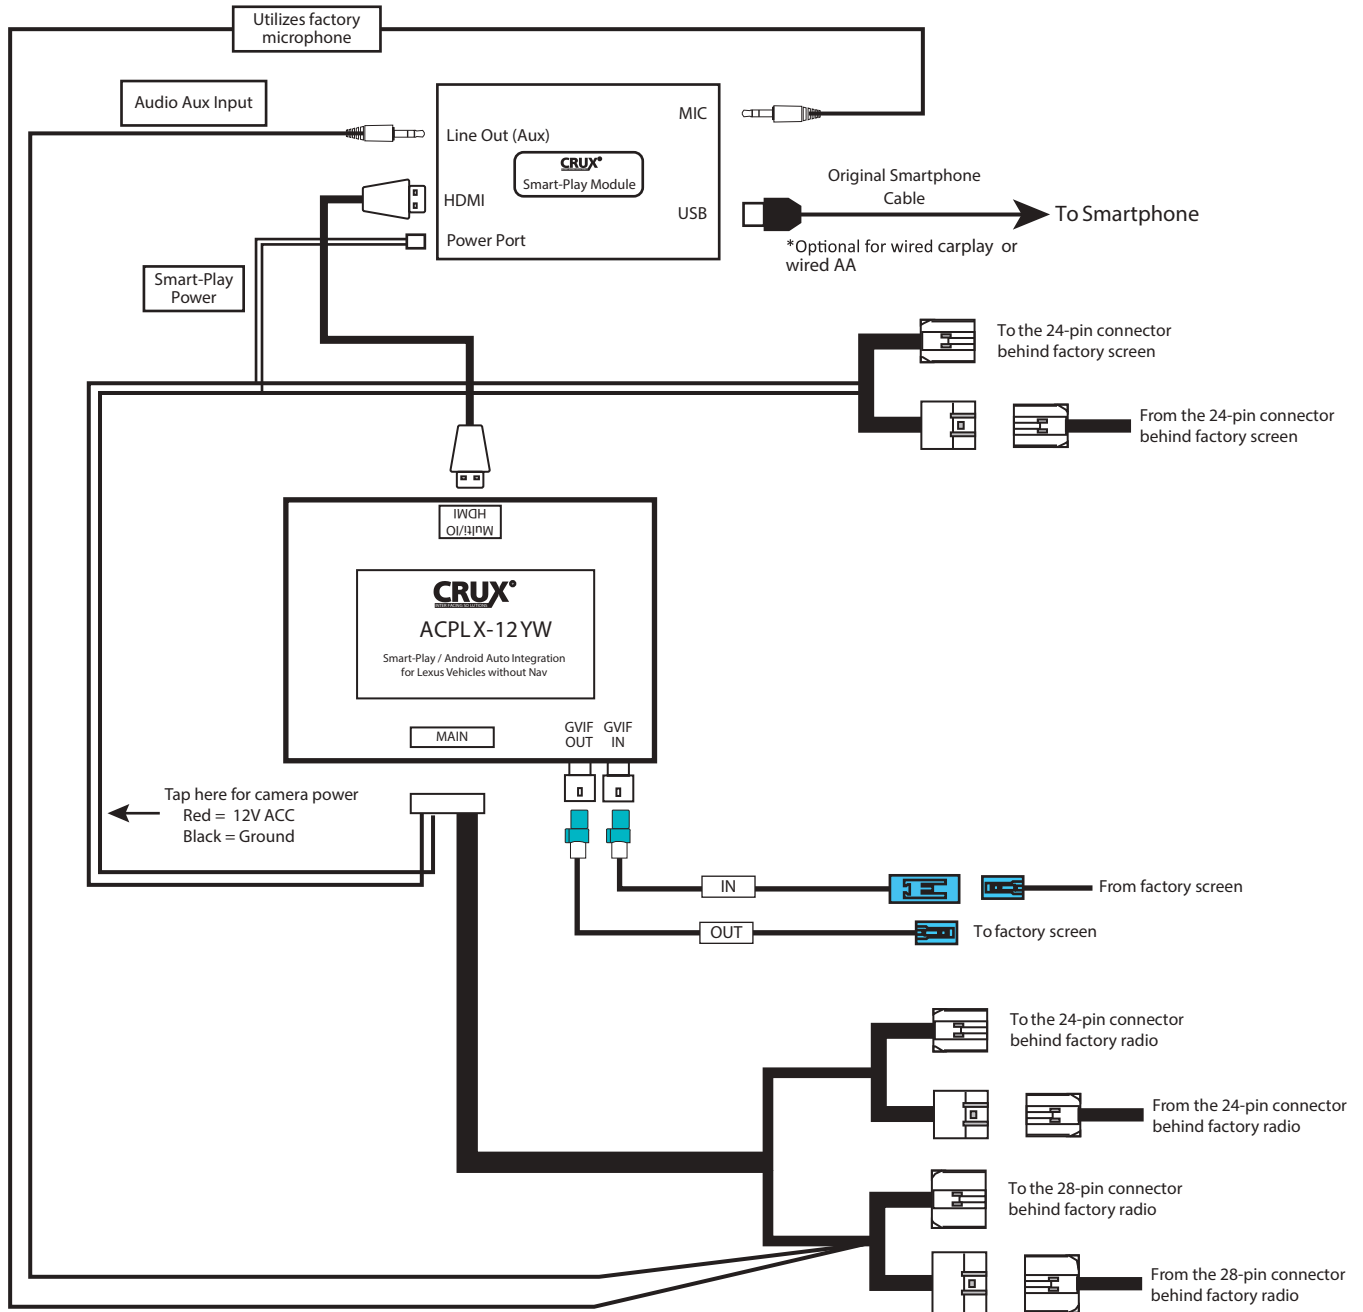 Utilizes factory
microphone
Audio Aux Input
MIC
Line Out (Aux)
CRUX
Smart-Play Module
HDMI
USB
Power Port
Original Smartphone
Cable
To Smartphone
*Optional for wired carplay or
wired AA
Smart-Play
Power
To the 24-pin connector
behind factory screen
From the 24-pin connector
behind factory screen
Multi/IO
HDMI
CRUX
INTERFACING SOLUTIONS
ACPLX-12YW
Smart-Play / Android Auto Integration
for Lexus Vehicles without Nav
MAIN
GVIF
OUT
GVIF
IN
Tap here for camera power
Red = 12V ACC
Black = Ground
IN
From factory screen
OUT
To factory screen
To the 24-pin connector
behind factory radio
From the 24-pin connector
behind factory radio
To the 28-pin connector
behind factory radio
From the 28-pin connector
behind factory radio